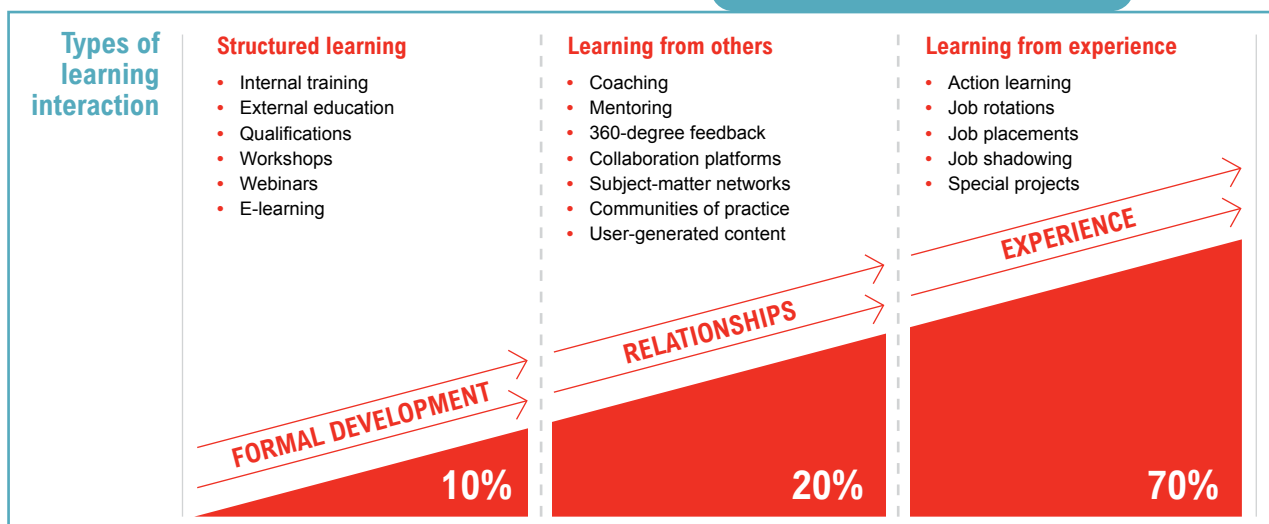 Types of
learning
interaction
Structured learning
• Internal training
• External education
• Qualifications
• Workshops
• Webinars
• E-learning
FORMAL DEVELOPMENT
10%
Learning from others
• Coaching
• Mentoring
• 360-degree feedback
• Collaboration platforms
• Subject-matter networks
• Communities of practice
• User-generated content
RELATIONSHIPS
20%
Learning from experience
• Action learning
• Job rotations
• Job placements
• Job shadowing
• Special projects
EXPERIENCE
70%